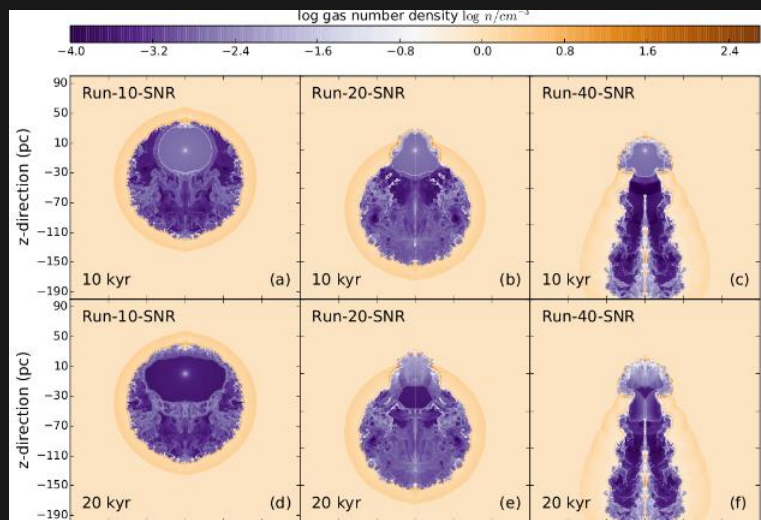 log gas number density log n/cm⁻³
−4.0 −3.2 −2.4 −1.6 −0.8 0.0 0.8 1.6 2.4
Run-10-SNR Run-20-SNR Run-40-SNR
90
50
10
−30
−70
−110
−150
−190
z-direction (pc)
10 kyr (a) 10 kyr (b) 10 kyr (c)
Run-10-SNR Run-20-SNR Run-40-SNR
90
50
10
−30
−70
−110
−150
−190
z-direction (pc)
20 kyr (d) 20 kyr (e) 20 kyr (f)